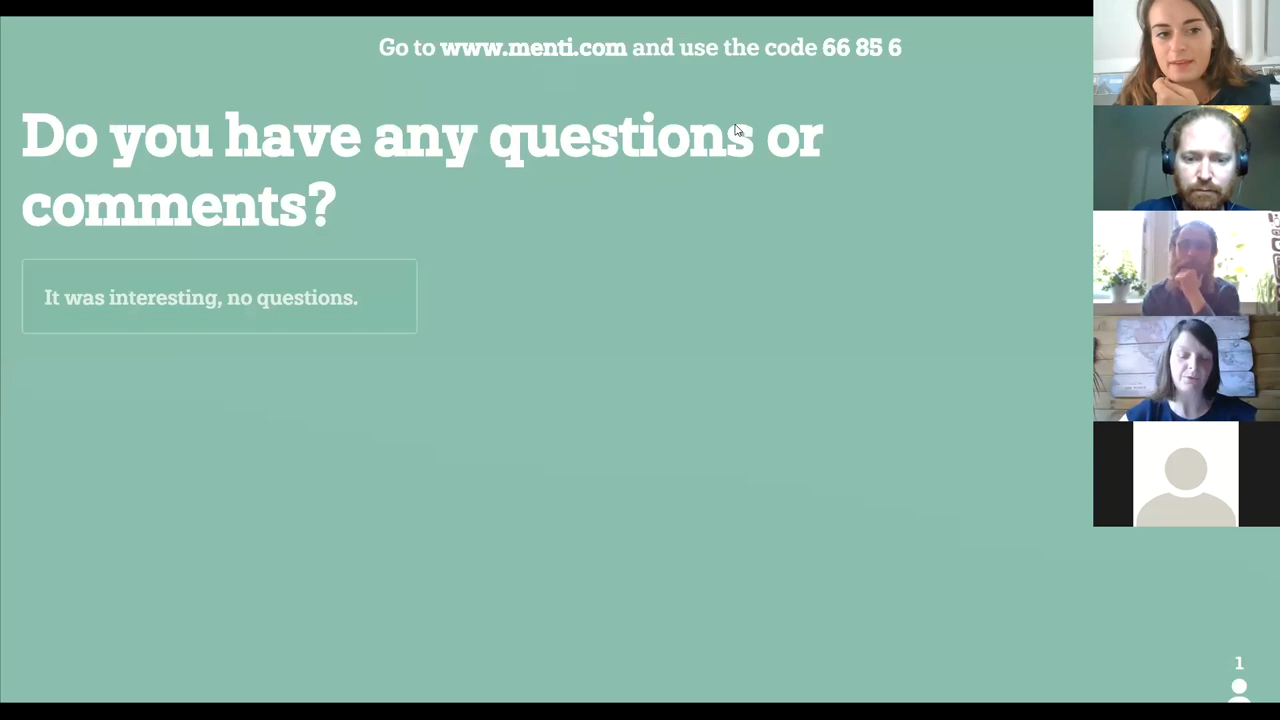 Go to www.menti.com and use the code 66 85 6
Do you have any questions or
comments?
It was interesting, no questions.
1